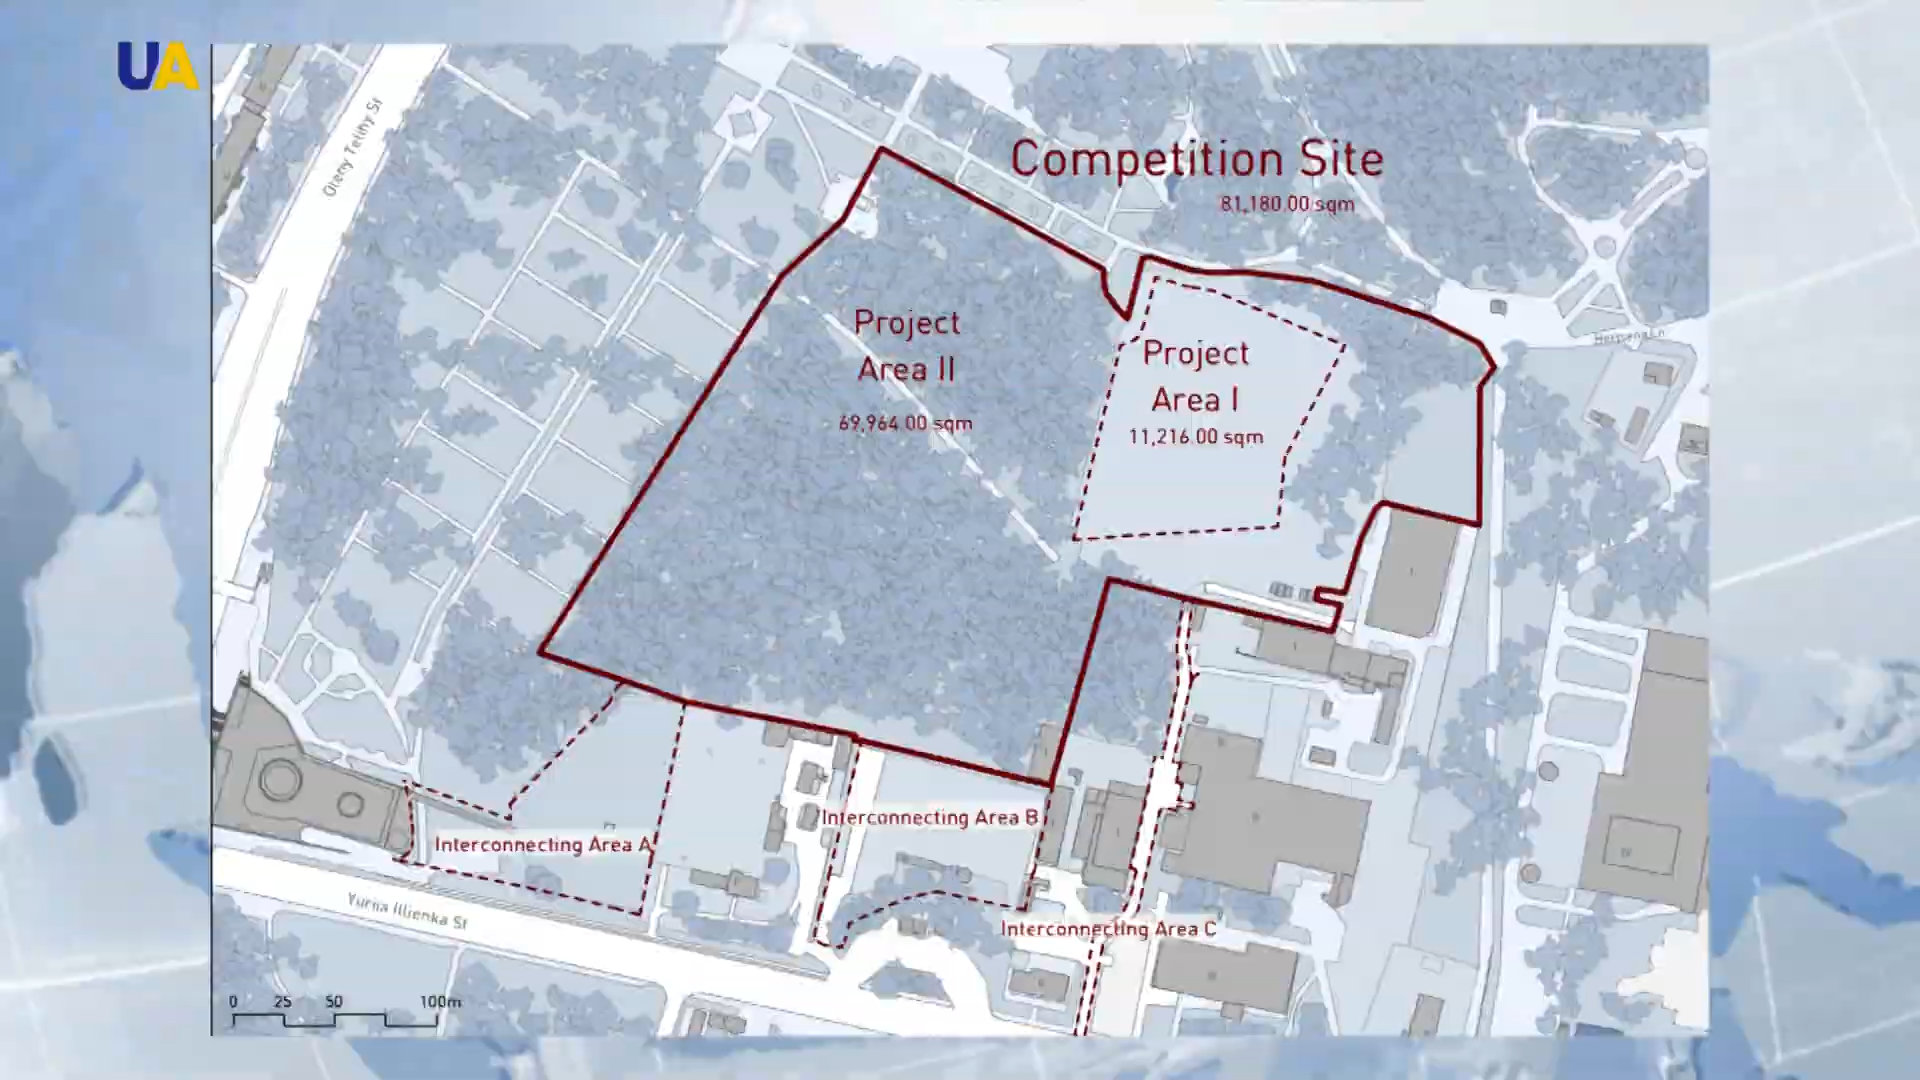 UA
Oleny Telihy St
Competition Site
81,180.00 sqm
Project
Area II
69,964.00 sqm
Project
Area I
11,216.00 sqm
Interconnecting Area A
Interconnecting Area B
Interconnecting Area C
Yuriia Illienka St
0 25 50 100m